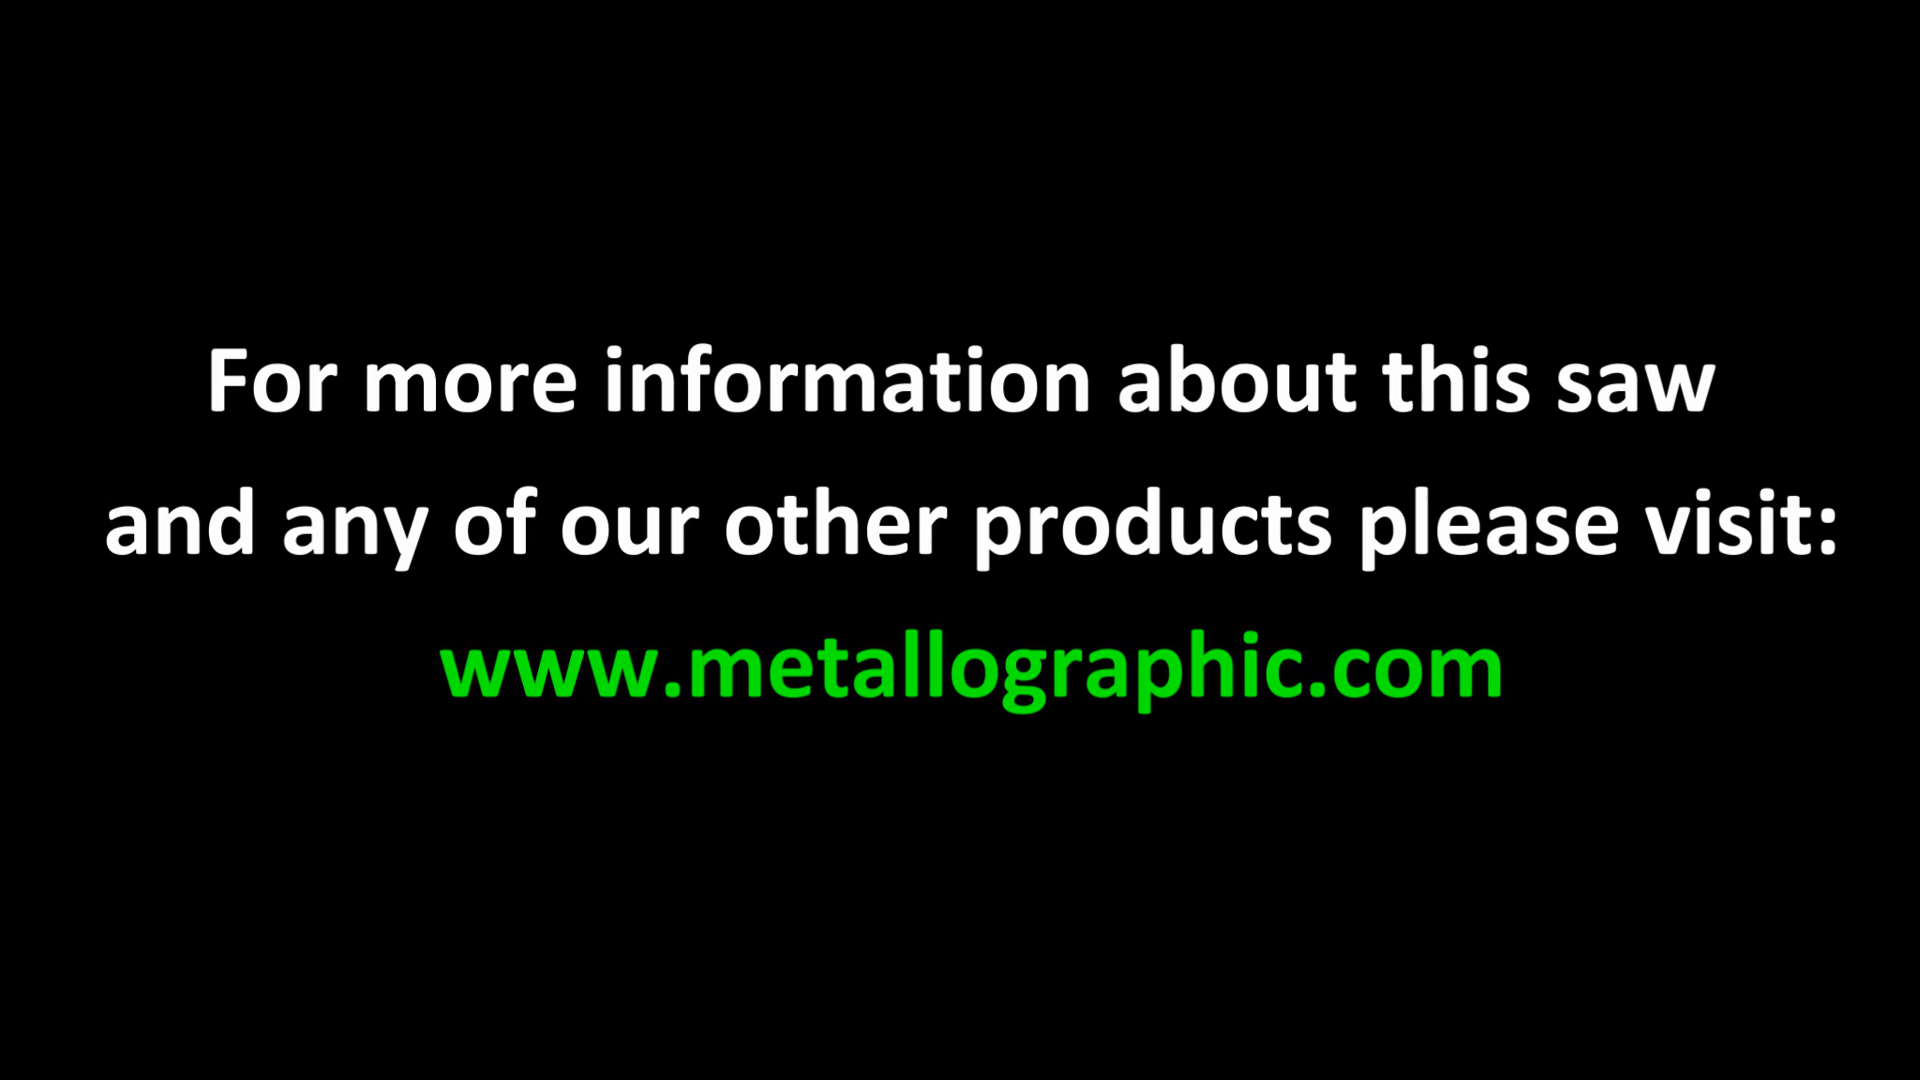 For more information about this saw
and any of our other products please visit:
www.metallographic.com